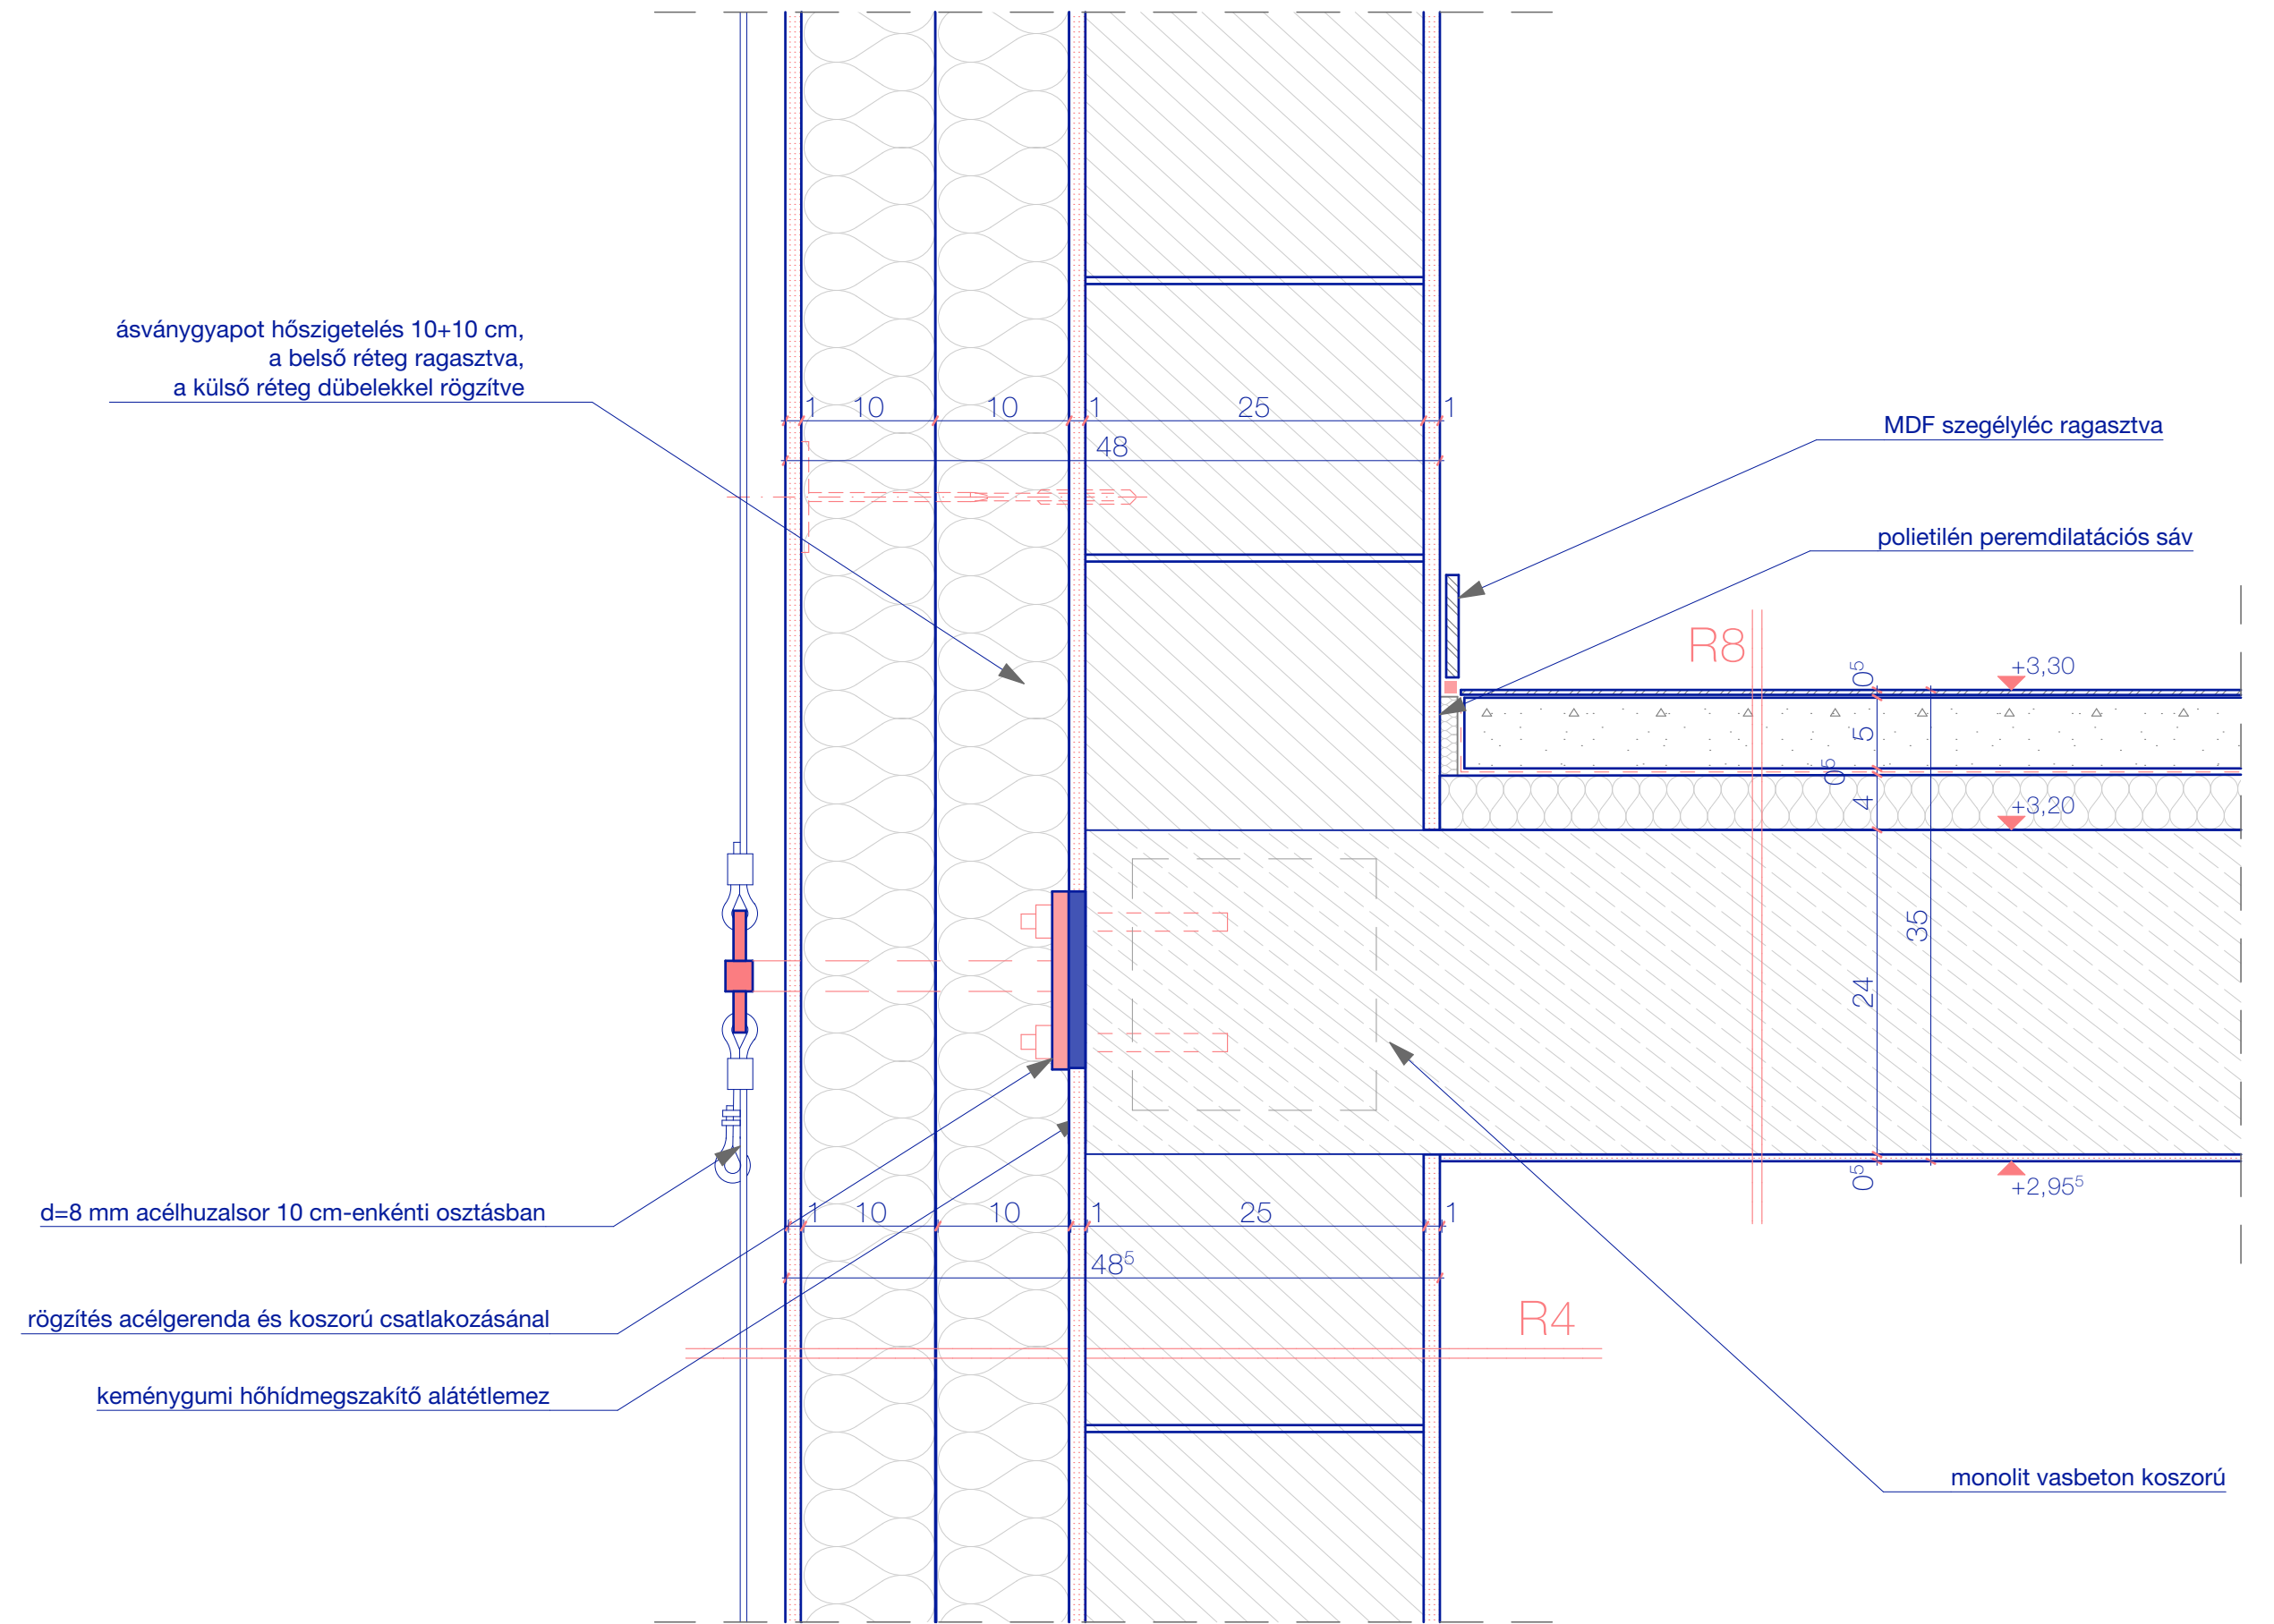 ásványgyapot hőszigetelés 10+10 cm,
a belső réteg ragasztva,
a külső réteg dübelekkel rögzítve
1 10 10 1 25 1
48
MDF szegélyléc ragasztva
polietilén peremdilatációs sáv
R8
+3,30
0⁵
5
0⁵
4
+3,20
35
24
0⁵
+2,95⁵
d=8 mm acélhuzalsor 10 cm-enkénti osztásban
1 10 10 1 25 1
48⁵
rögzítés acélgerenda és koszorú csatlakozásánál
R4
keménygumi hőhídmegszakító alátétlemez
monolit vasbeton koszorú